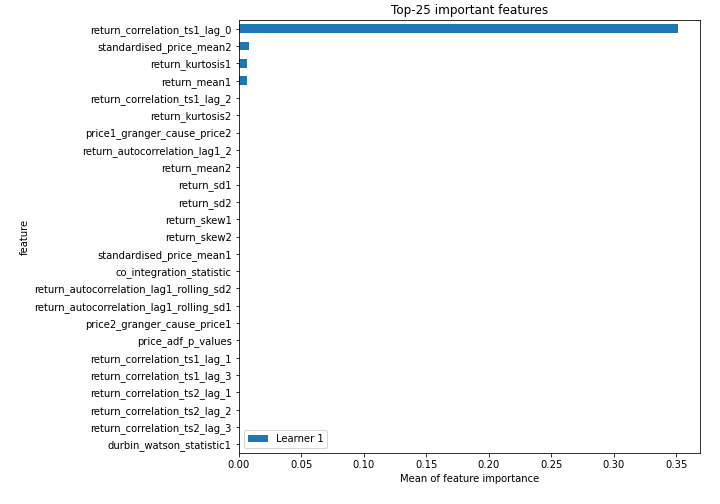 Top-25 important features
return_correlation_ts1_lag_0
standardised_price_mean2
return_kurtosis1
return_mean1
return_correlation_ts1_lag_2
return_kurtosis2
price1_granger_cause_price2
return_autocorrelation_lag1_2
return_mean2
return_sd1
return_sd2
return_skew1
return_skew2
standardised_price_mean1
co_integration_statistic
return_autocorrelation_lag1_rolling_sd2
return_autocorrelation_lag1_rolling_sd1
price2_granger_cause_price1
price_adf_p_values
return_correlation_ts1_lag_1
return_correlation_ts1_lag_3
return_correlation_ts2_lag_1
return_correlation_ts2_lag_2
return_correlation_ts2_lag_3
durbin_watson_statistic1
feature
Learner 1
0.00 0.05 0.10 0.15 0.20 0.25 0.30 0.35
Mean of feature importance